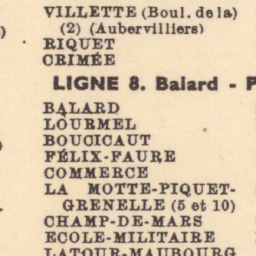 VILLETTE (Boul. de la)
(2) (Aubervilliers)
RIQUET
CRIMÉE
LIGNE 8. Balard -
BALARD
LOURMEL
BOUCICAUT
FÉLIX-FAURE
COMMERCE
LA MOTTE-PIQUET-
GRENELLE (5 et 10)
CHAMP-DE-MARS
ECOLE-MILITAIRE
LATOUR-MAUBOURG